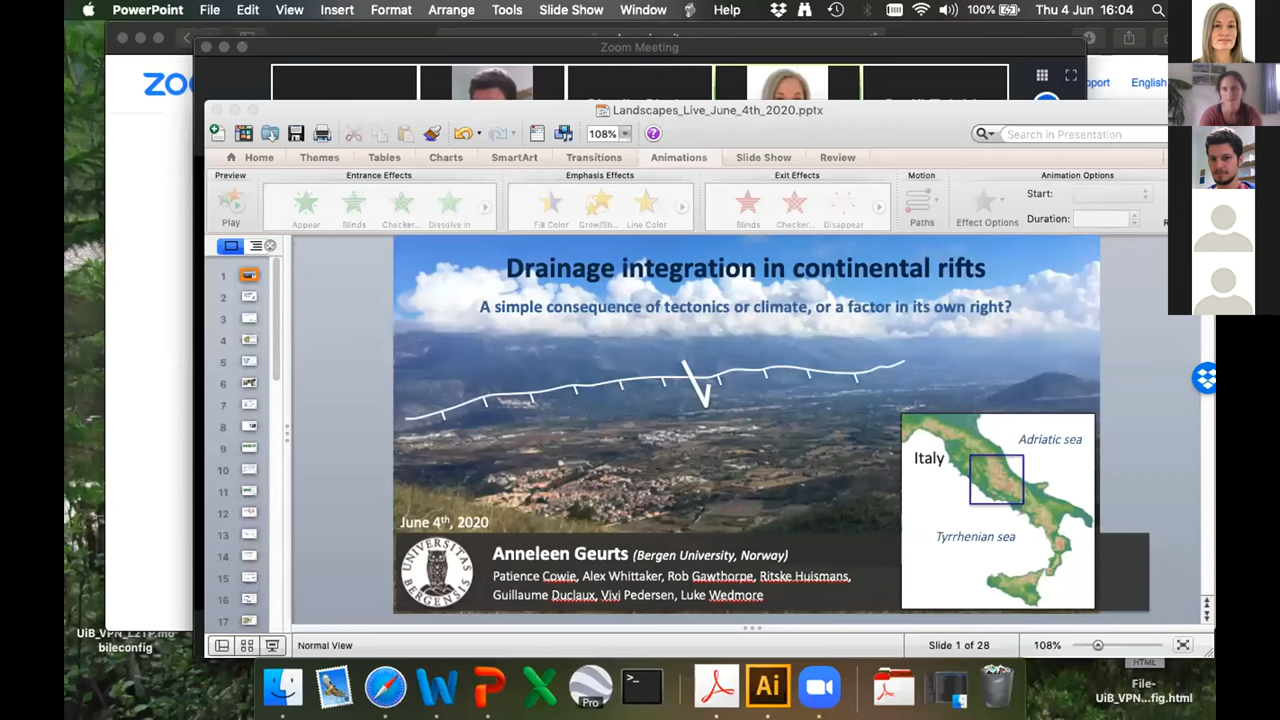 PowerPoint File Edit View Insert Format Arrange Tools Slide Show Window Help 100% Thu 4 Jun 16:04
Zoom Meeting
English
Landscapes_Live_June_4th_2020.pptx
108% Search in Presentation
Home Themes Tables Charts SmartArt Transitions Animations Slide Show Review
Preview Entrance Effects Emphasis Effects Exit Effects Motion Animation Options
Start:
Duration:
Play Appear Blinds Checker... Dissolve In Fill Color Grow/Sh... Line Color Blinds Checker... Disappear Paths Effect Options
1
2
3
4
5
6
7
8
9
10
11
12
13
14
15
16
17
Drainage integration in continental rifts
A simple consequence of tectonics or climate, or a factor in its own right?
Adriatic sea
Italy
Tyrrhenian sea
June 4th, 2020
UNIVERSITAS BERGENSIS
Anneleen Geurts (Bergen University, Norway)
Patience Cowie, Alex Whittaker, Rob Gawthorpe, Ritske Huismans,
Guillaume Duclaux, Vivi Pedersen, Luke Wedmore
Normal View Slide 1 of 28 108%
UiB_VPN_L2TP.mo
bileconfig
HTML
File-
UiB_VPN...fig.html
Pro
Ai